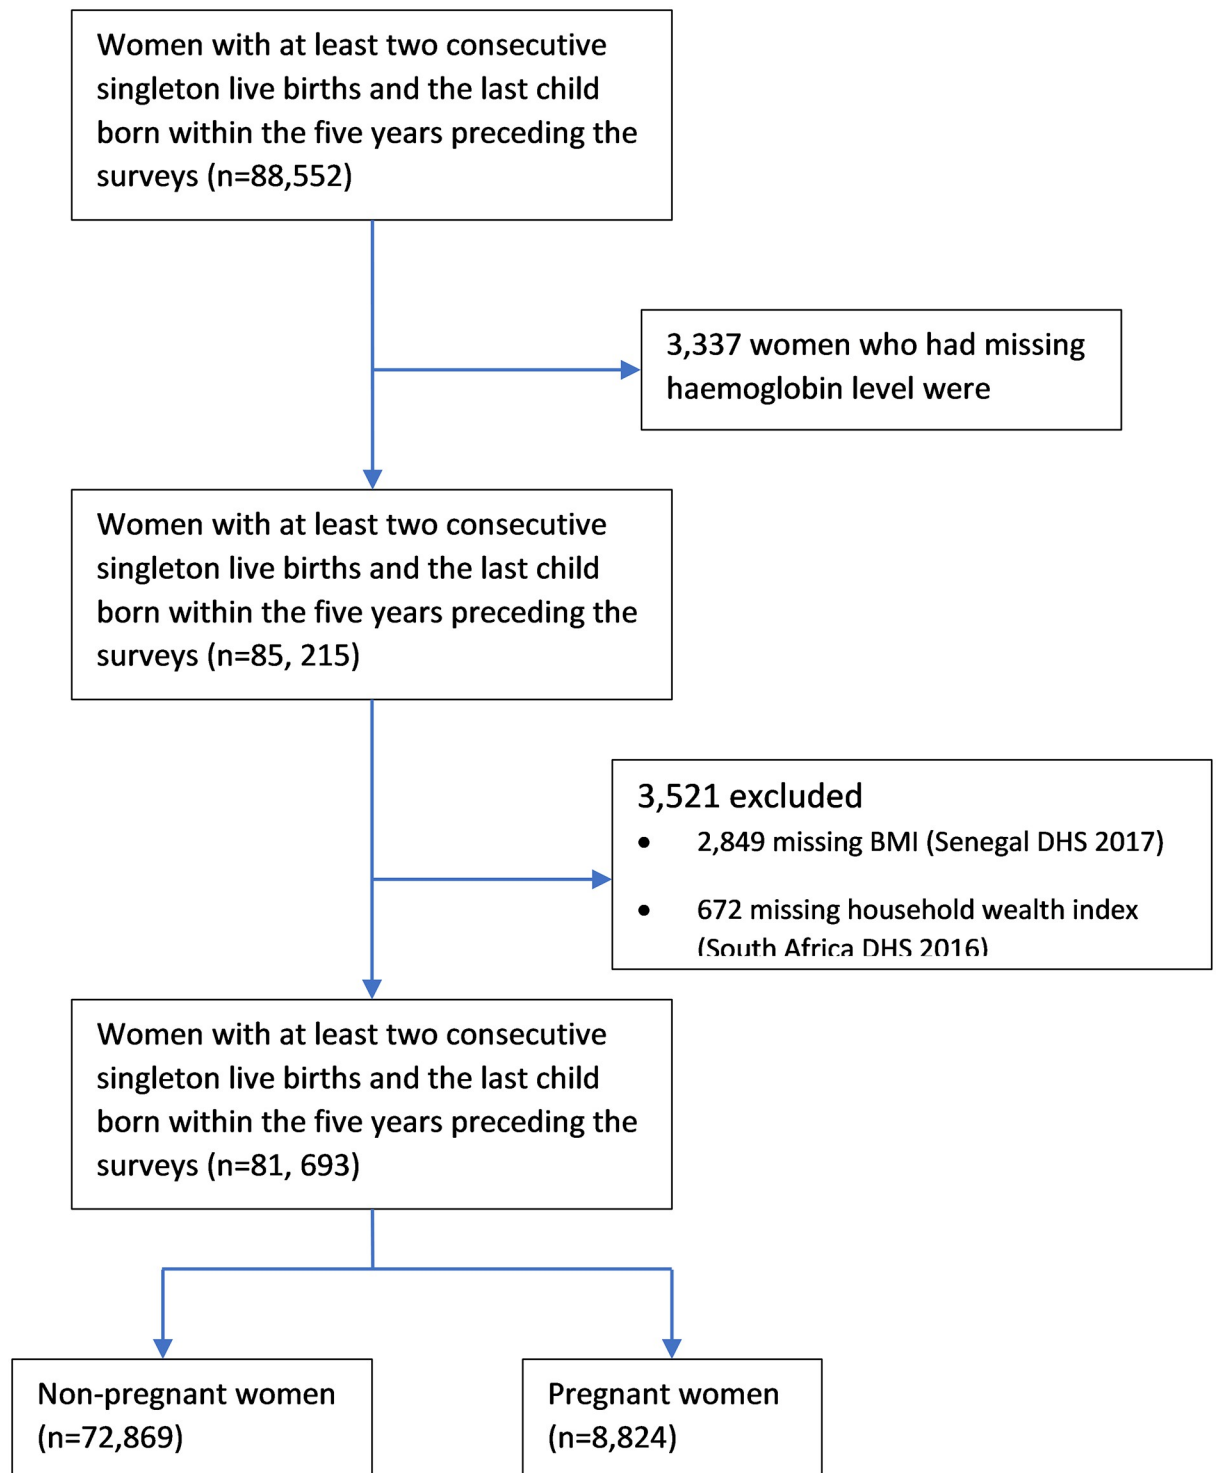 Women with at least two consecutive
singleton live births and the last child
born within the five years preceding the
surveys (n=88,552)
3,337 women who had missing
haemoglobin level were
Women with at least two consecutive
singleton live births and the last child
born within the five years preceding the
surveys (n=85, 215)
3,521 excluded
• 2,849 missing BMI (Senegal DHS 2017)
• 672 missing household wealth index
(South Africa DHS 2016)
Women with at least two consecutive
singleton live births and the last child
born within the five years preceding the
surveys (n=81, 693)
Non-pregnant women
(n=72,869)
Pregnant women
(n=8,824)